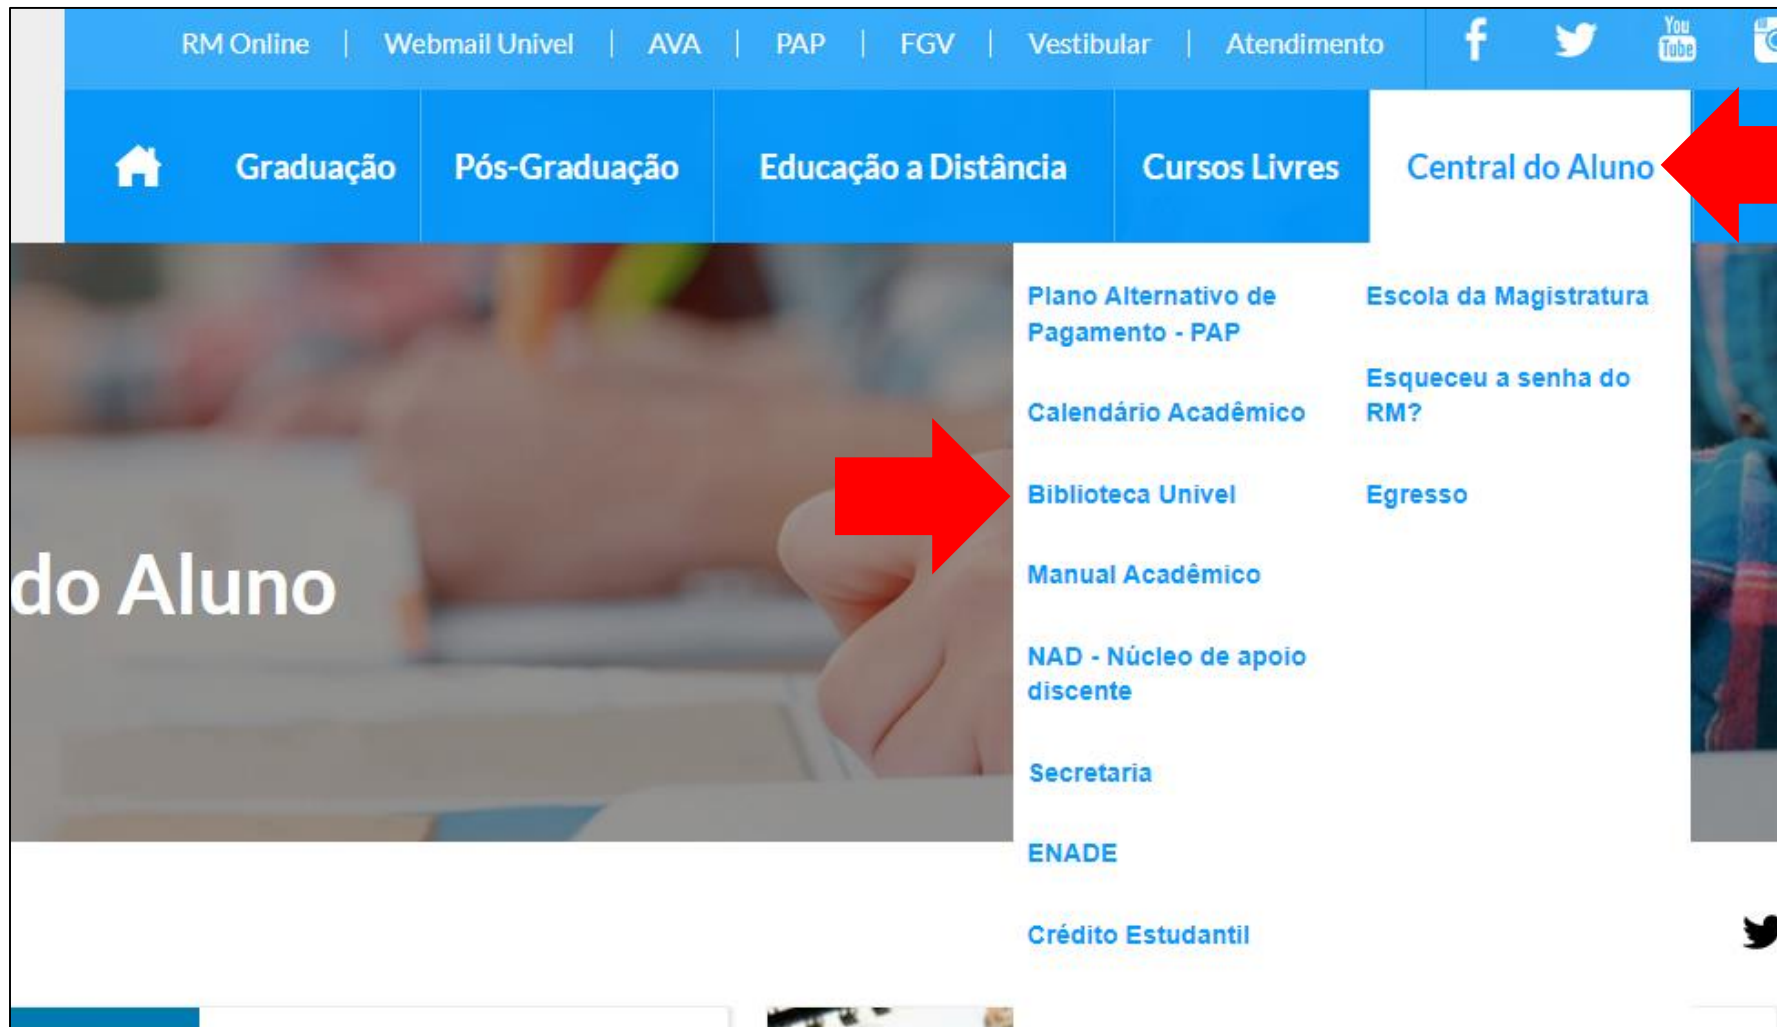 RM Online | Webmail Univel | AVA | PAP | FGV | Vestibular | Atendimento
You
Tube
Graduação Pós-Graduação Educação a Distância Cursos Livres Central do Aluno
Plano Alternativo de
Pagamento - PAP
Calendário Acadêmico
Biblioteca Univel
Manual Acadêmico
NAD - Núcleo de apoio
discente
Secretaria
ENADE
Crédito Estudantil
Escola da Magistratura
Esqueceu a senha do
RM?
Egresso
do Aluno